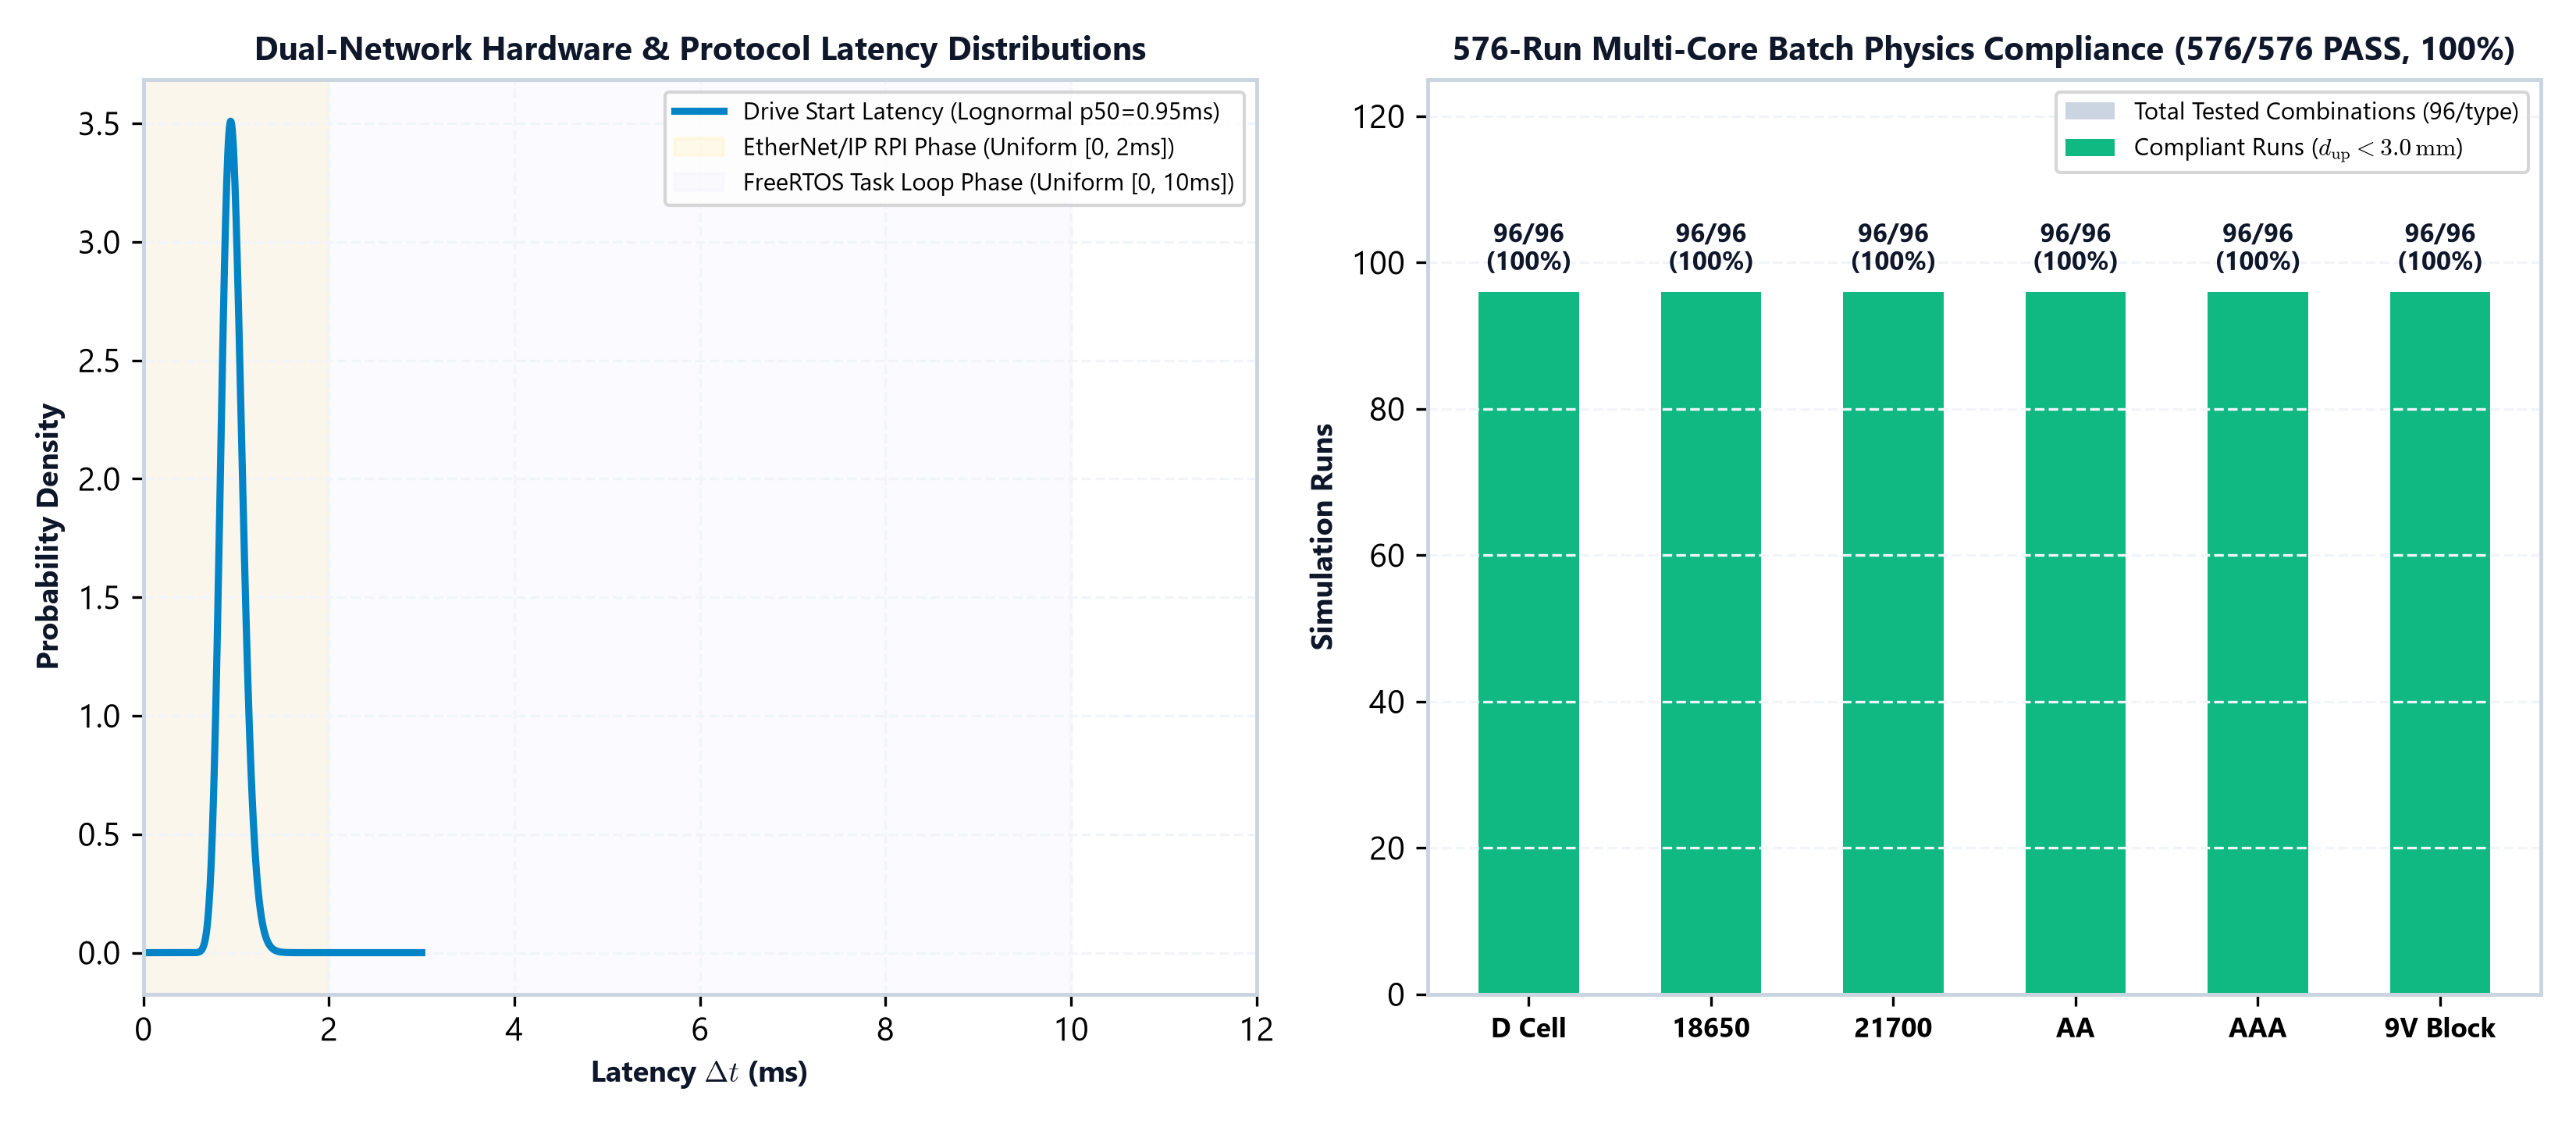 Dual-Network Hardware & Protocol Latency Distributions
Drive Start Latency (Lognormal p50=0.95ms)
EtherNet/IP RPI Phase (Uniform [0, 2ms])
FreeRTOS Task Loop Phase (Uniform [0, 10ms])
3.5
3.0
2.5
2.0
1.5
1.0
0.5
0.0
Probability Density
0 2 4 6 8 10 12
Latency Δt (ms)
576-Run Multi-Core Batch Physics Compliance (576/576 PASS, 100%)
Total Tested Combinations (96/type)
Compliant Runs (d_up < 3.0 mm)
120
100
80
60
40
20
0
Simulation Runs
96/96 96/96 96/96 96/96 96/96 96/96
(100%) (100%) (100%) (100%) (100%) (100%)
D Cell 18650 21700 AA AAA 9V Block